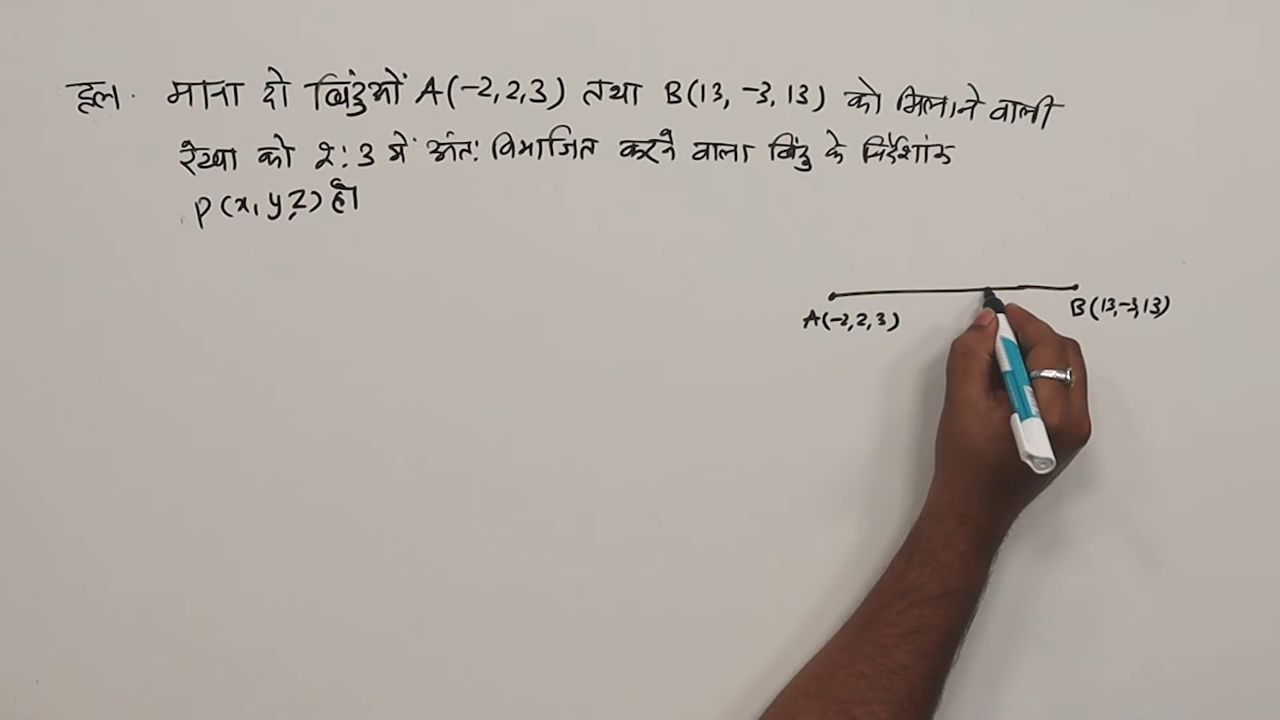 हल. माना दो बिंदुओं A(-2,2,3) तथा B(13, -3, 13) को मिलाने वाली
रेखा को 2:3 में अंतः विभाजित करने वाला बिंदु के निर्देशांक
P(x, y, z) हो
A(-2,2,3)
B(13,-3,13)